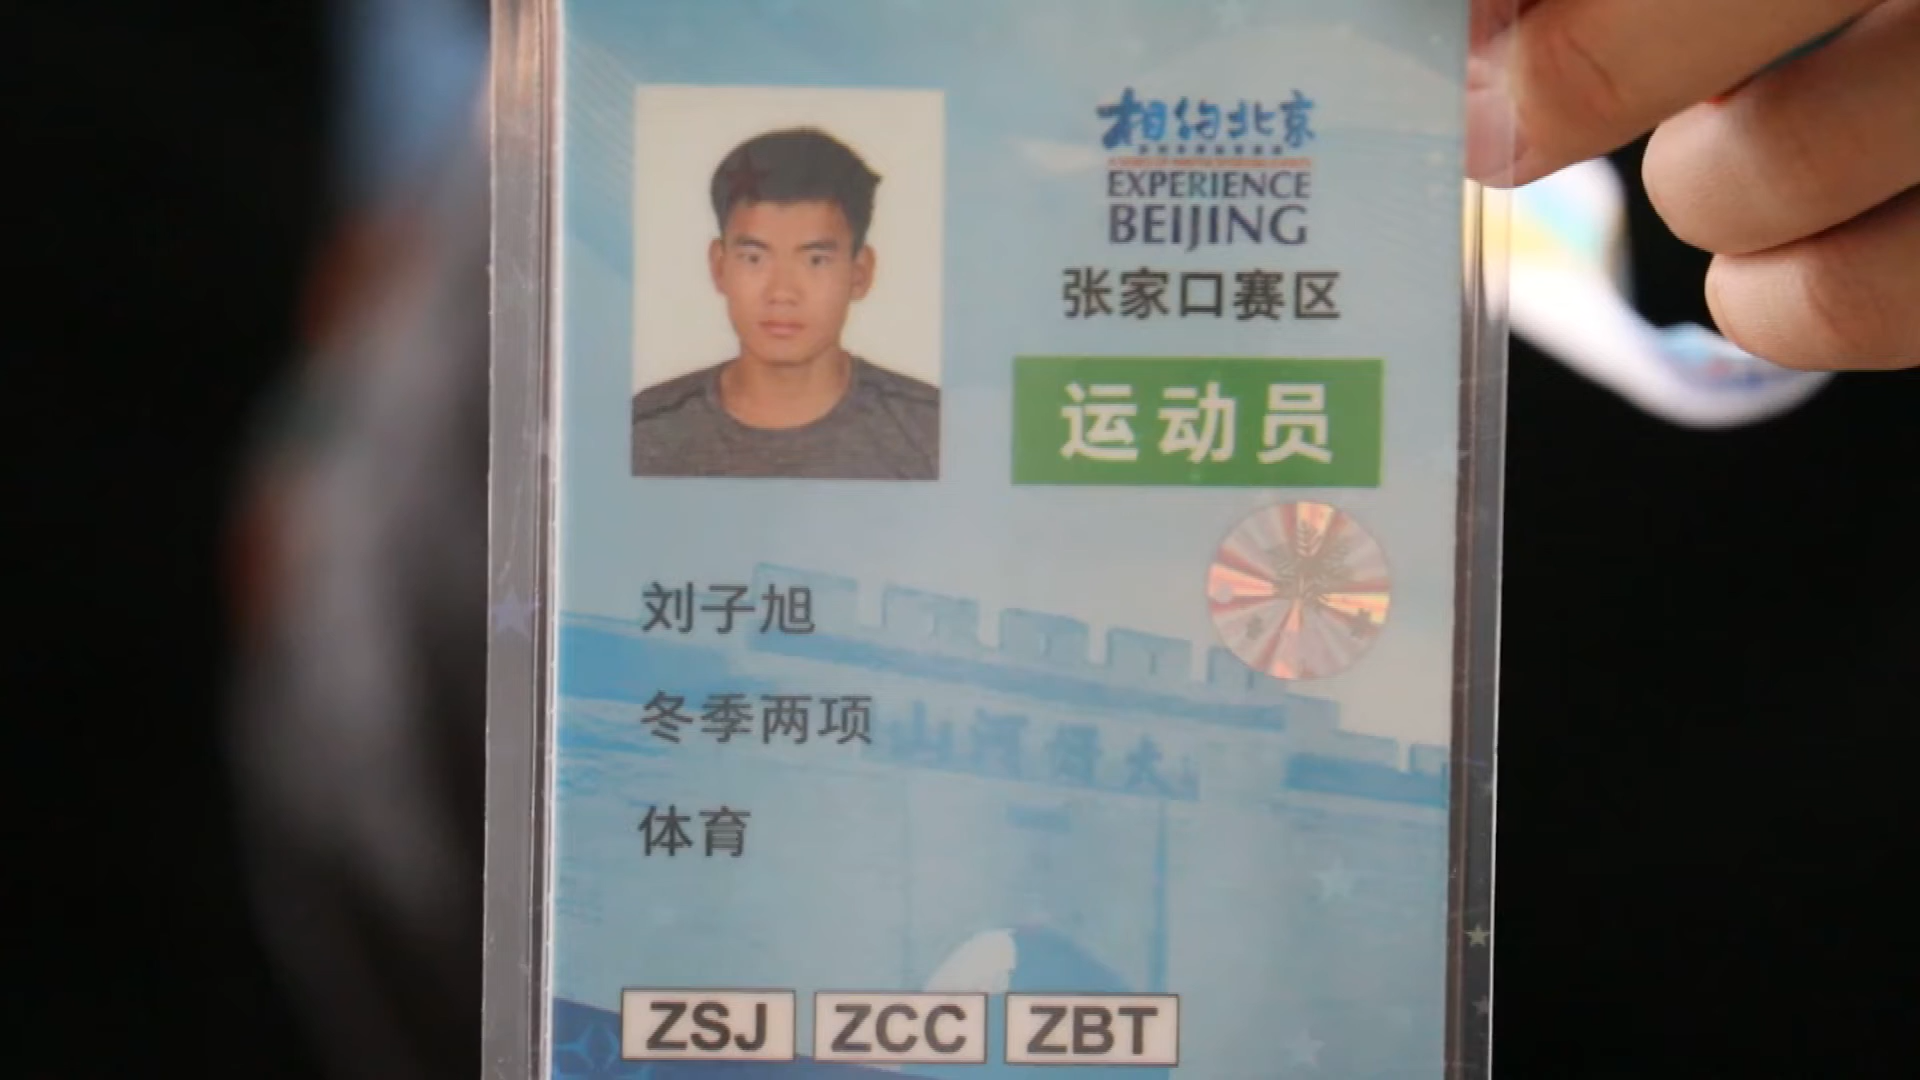 相约北京
EXPERIENCE
BEIJING
张家口赛区
运动员
刘子旭
冬季两项
体育
ZSJ ZCC ZBT